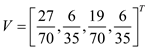 V = [27/70, 6/35, 19/70, 6/35]^T